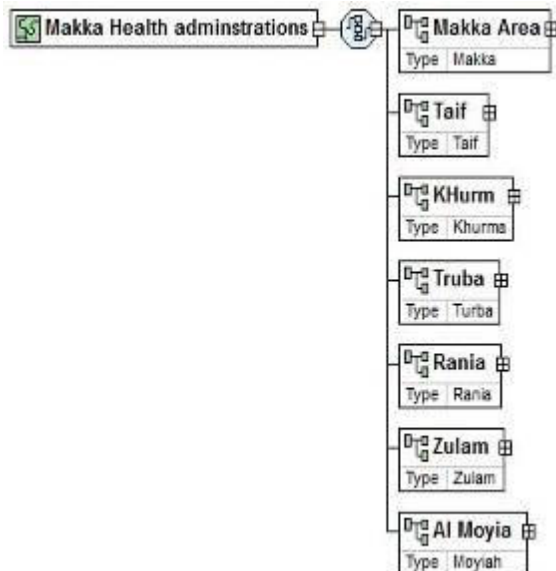 Makka Health adminstrations
Makka Area
Type Makka
Taif
Type Taif
KHurm
Type Khurma
Truba
Type Turba
Rania
Type Rania
Zulam
Type Zulam
Al Moyia
Type Moyiah